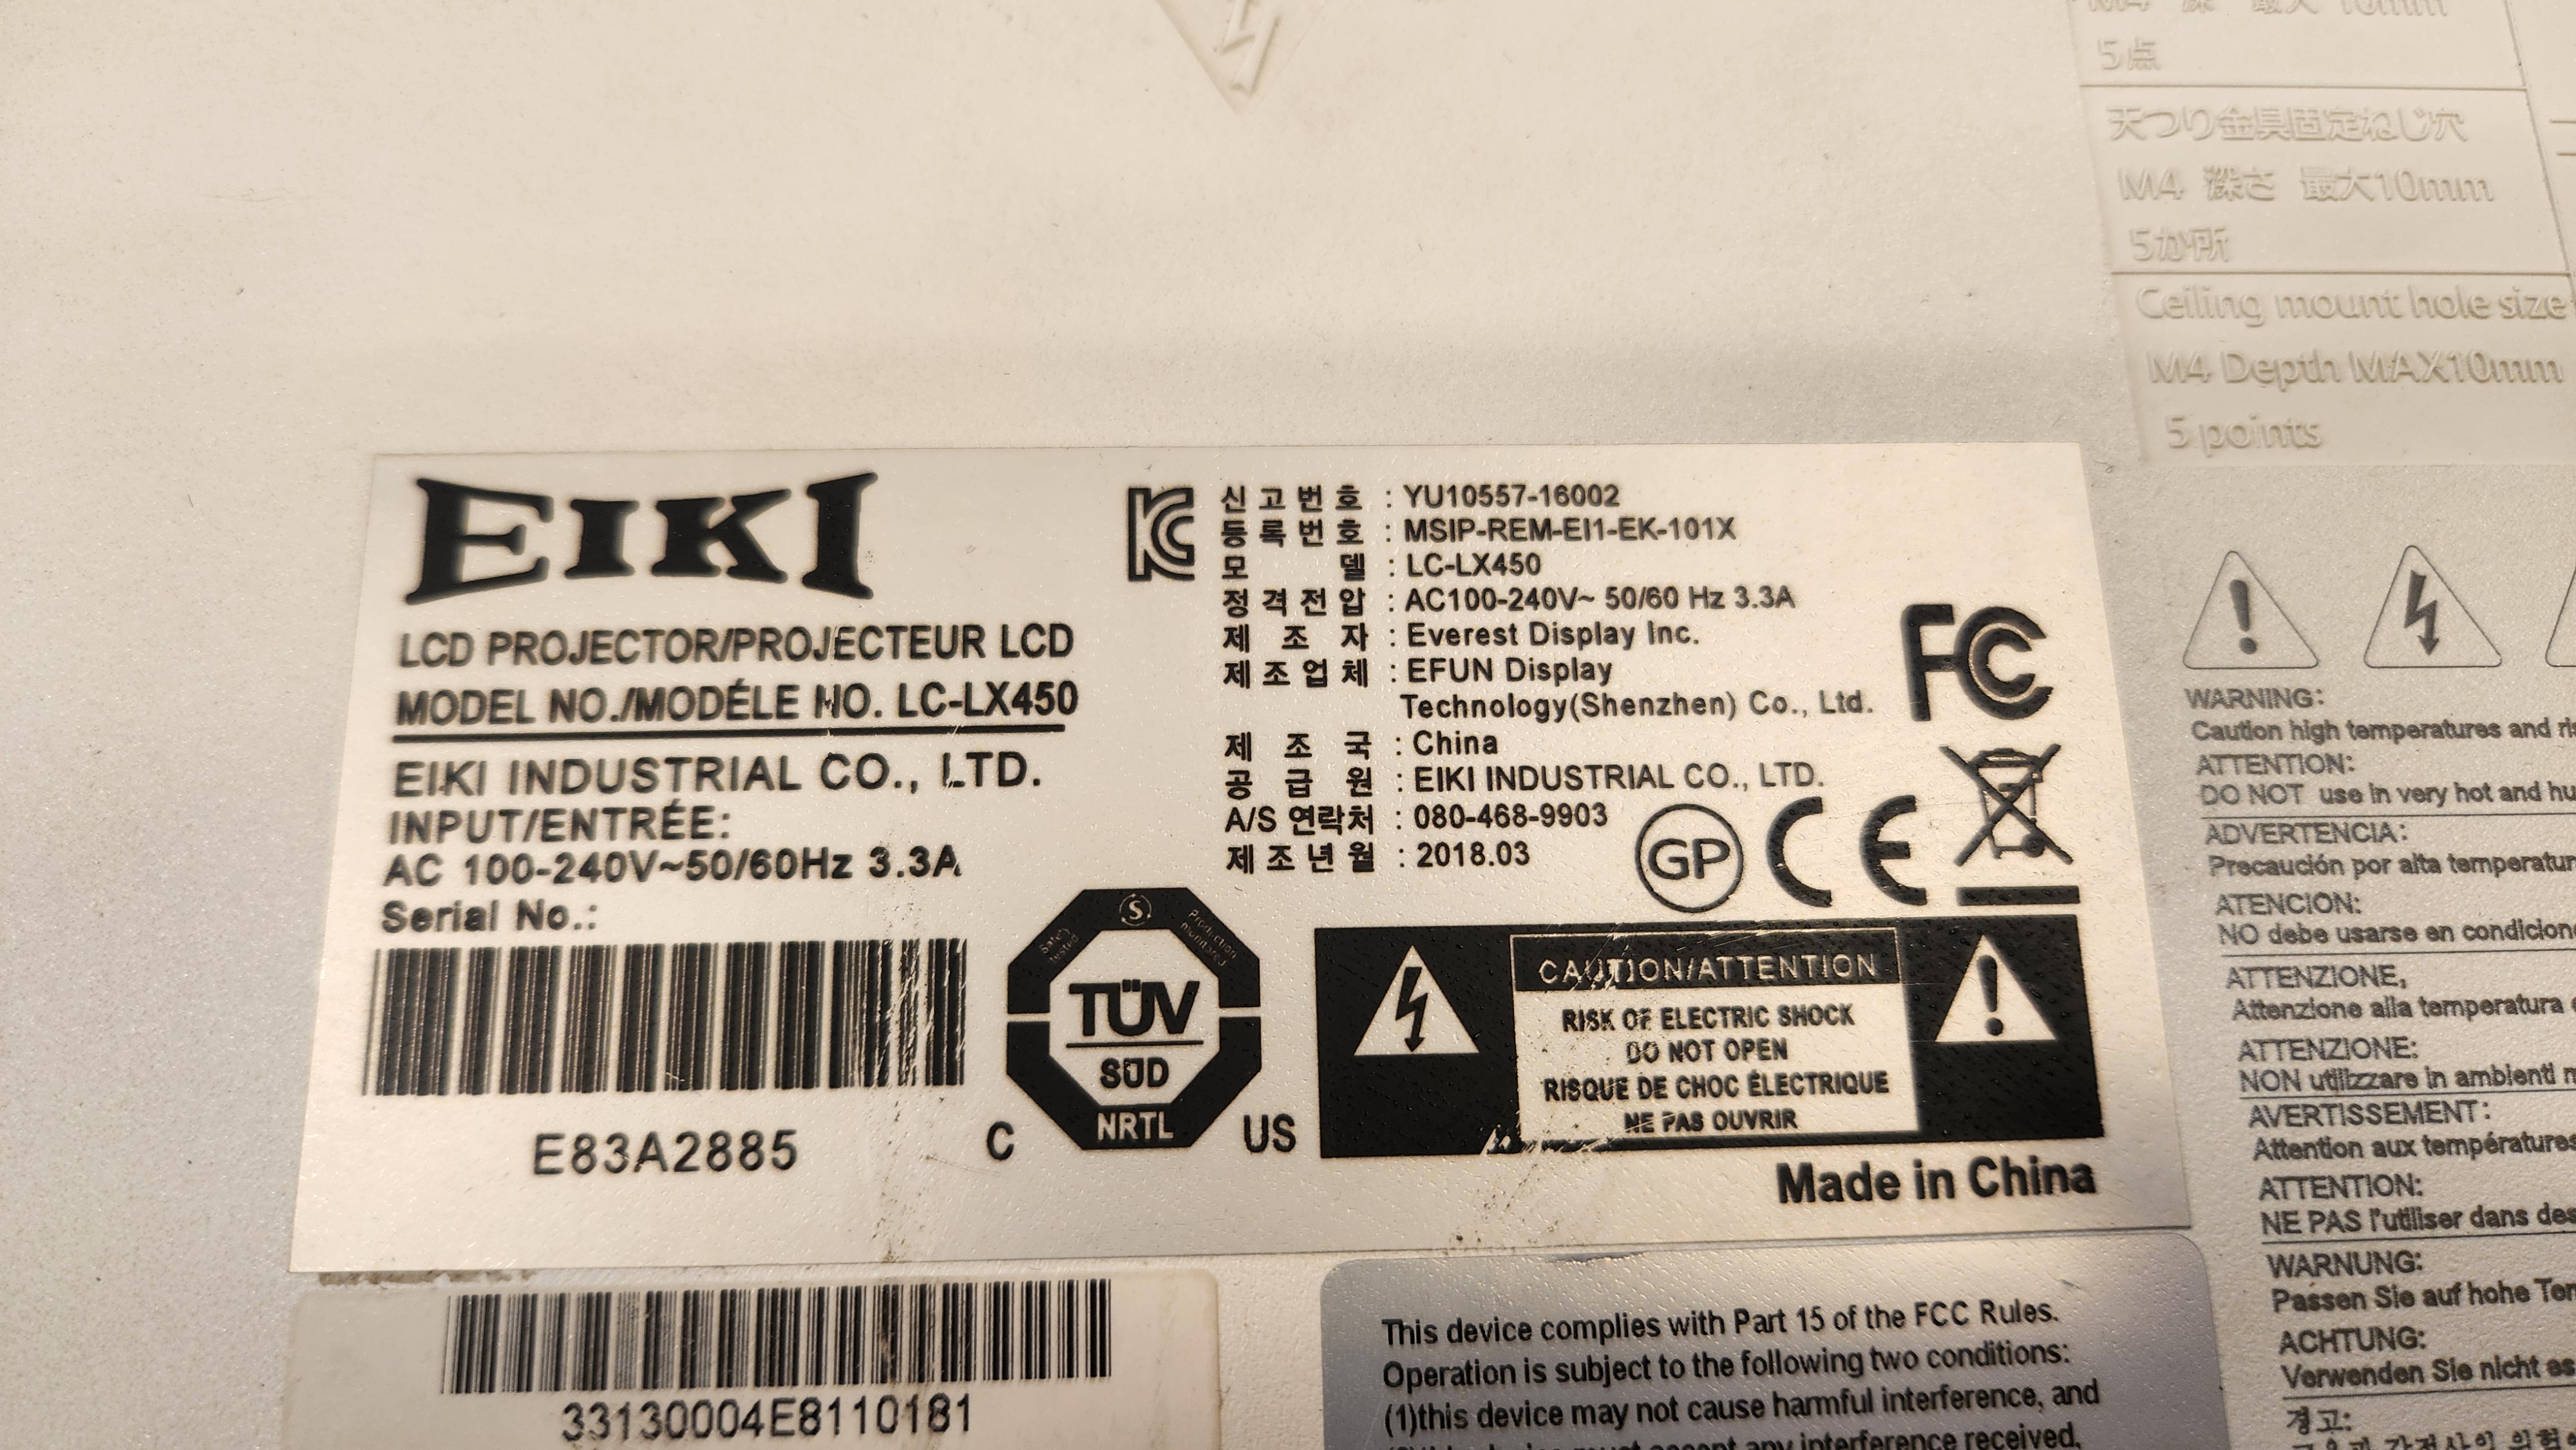 M4 深 最大 10mm
5点
天つり金具固定ねじ穴
M4 深さ 最大10mm
5か所
Ceiling mount hole size
M4 Depth MAX10mm
5 points
EIKI
LCD PROJECTOR/PROJECTEUR LCD
MODEL NO./MODÉLE NO. LC-LX450
EIKI INDUSTRIAL CO., LTD.
INPUT/ENTRÉE:
AC 100-240V~50/60Hz 3.3A
Serial No.:
E83A2885
신고번호 : YU10557-16002
등록번호 : MSIP-REM-EI1-EK-101X
모 델 : LC-LX450
정격전압 : AC100-240V~ 50/60 Hz 3.3A
제 조 자 : Everest Display Inc.
제조업체 : EFUN Display
Technology(Shenzhen) Co., Ltd.
제 조 국 : China
공 급 원 : EIKI INDUSTRIAL CO., LTD.
A/S 연락처 : 080-468-9903
제조년월 : 2018.03
FC
GP
CE
S
Safety tested
Production monitored
TÜV
SÜD
NRTL
C US
CAUTION/ATTENTION
RISK OF ELECTRIC SHOCK
DO NOT OPEN
RISQUE DE CHOC ÉLECTRIQUE
NE PAS OUVRIR
Made in China
33130004E8110181
This device complies with Part 15 of the FCC Rules.
Operation is subject to the following two conditions:
(1)this device may not cause harmful interference, and
any interference received,
WARNING:
Caution high temperatures and
ATTENTION:
DO NOT use in very hot and
ADVERTENCIA:
Precaución por alta
ATENCION:
NO debe usarse en
ATTENZIONE,
Attenzione alla temperatura
ATTENZIONE:
NON utilizzare in ambienti
AVERTISSEMENT:
Attention aux températures
ATTENTION:
NE PAS l'utiliser dans des
WARNUNG:
Passen Sie auf hohe
ACHTUNG:
Verwenden Sie nicht
경고: